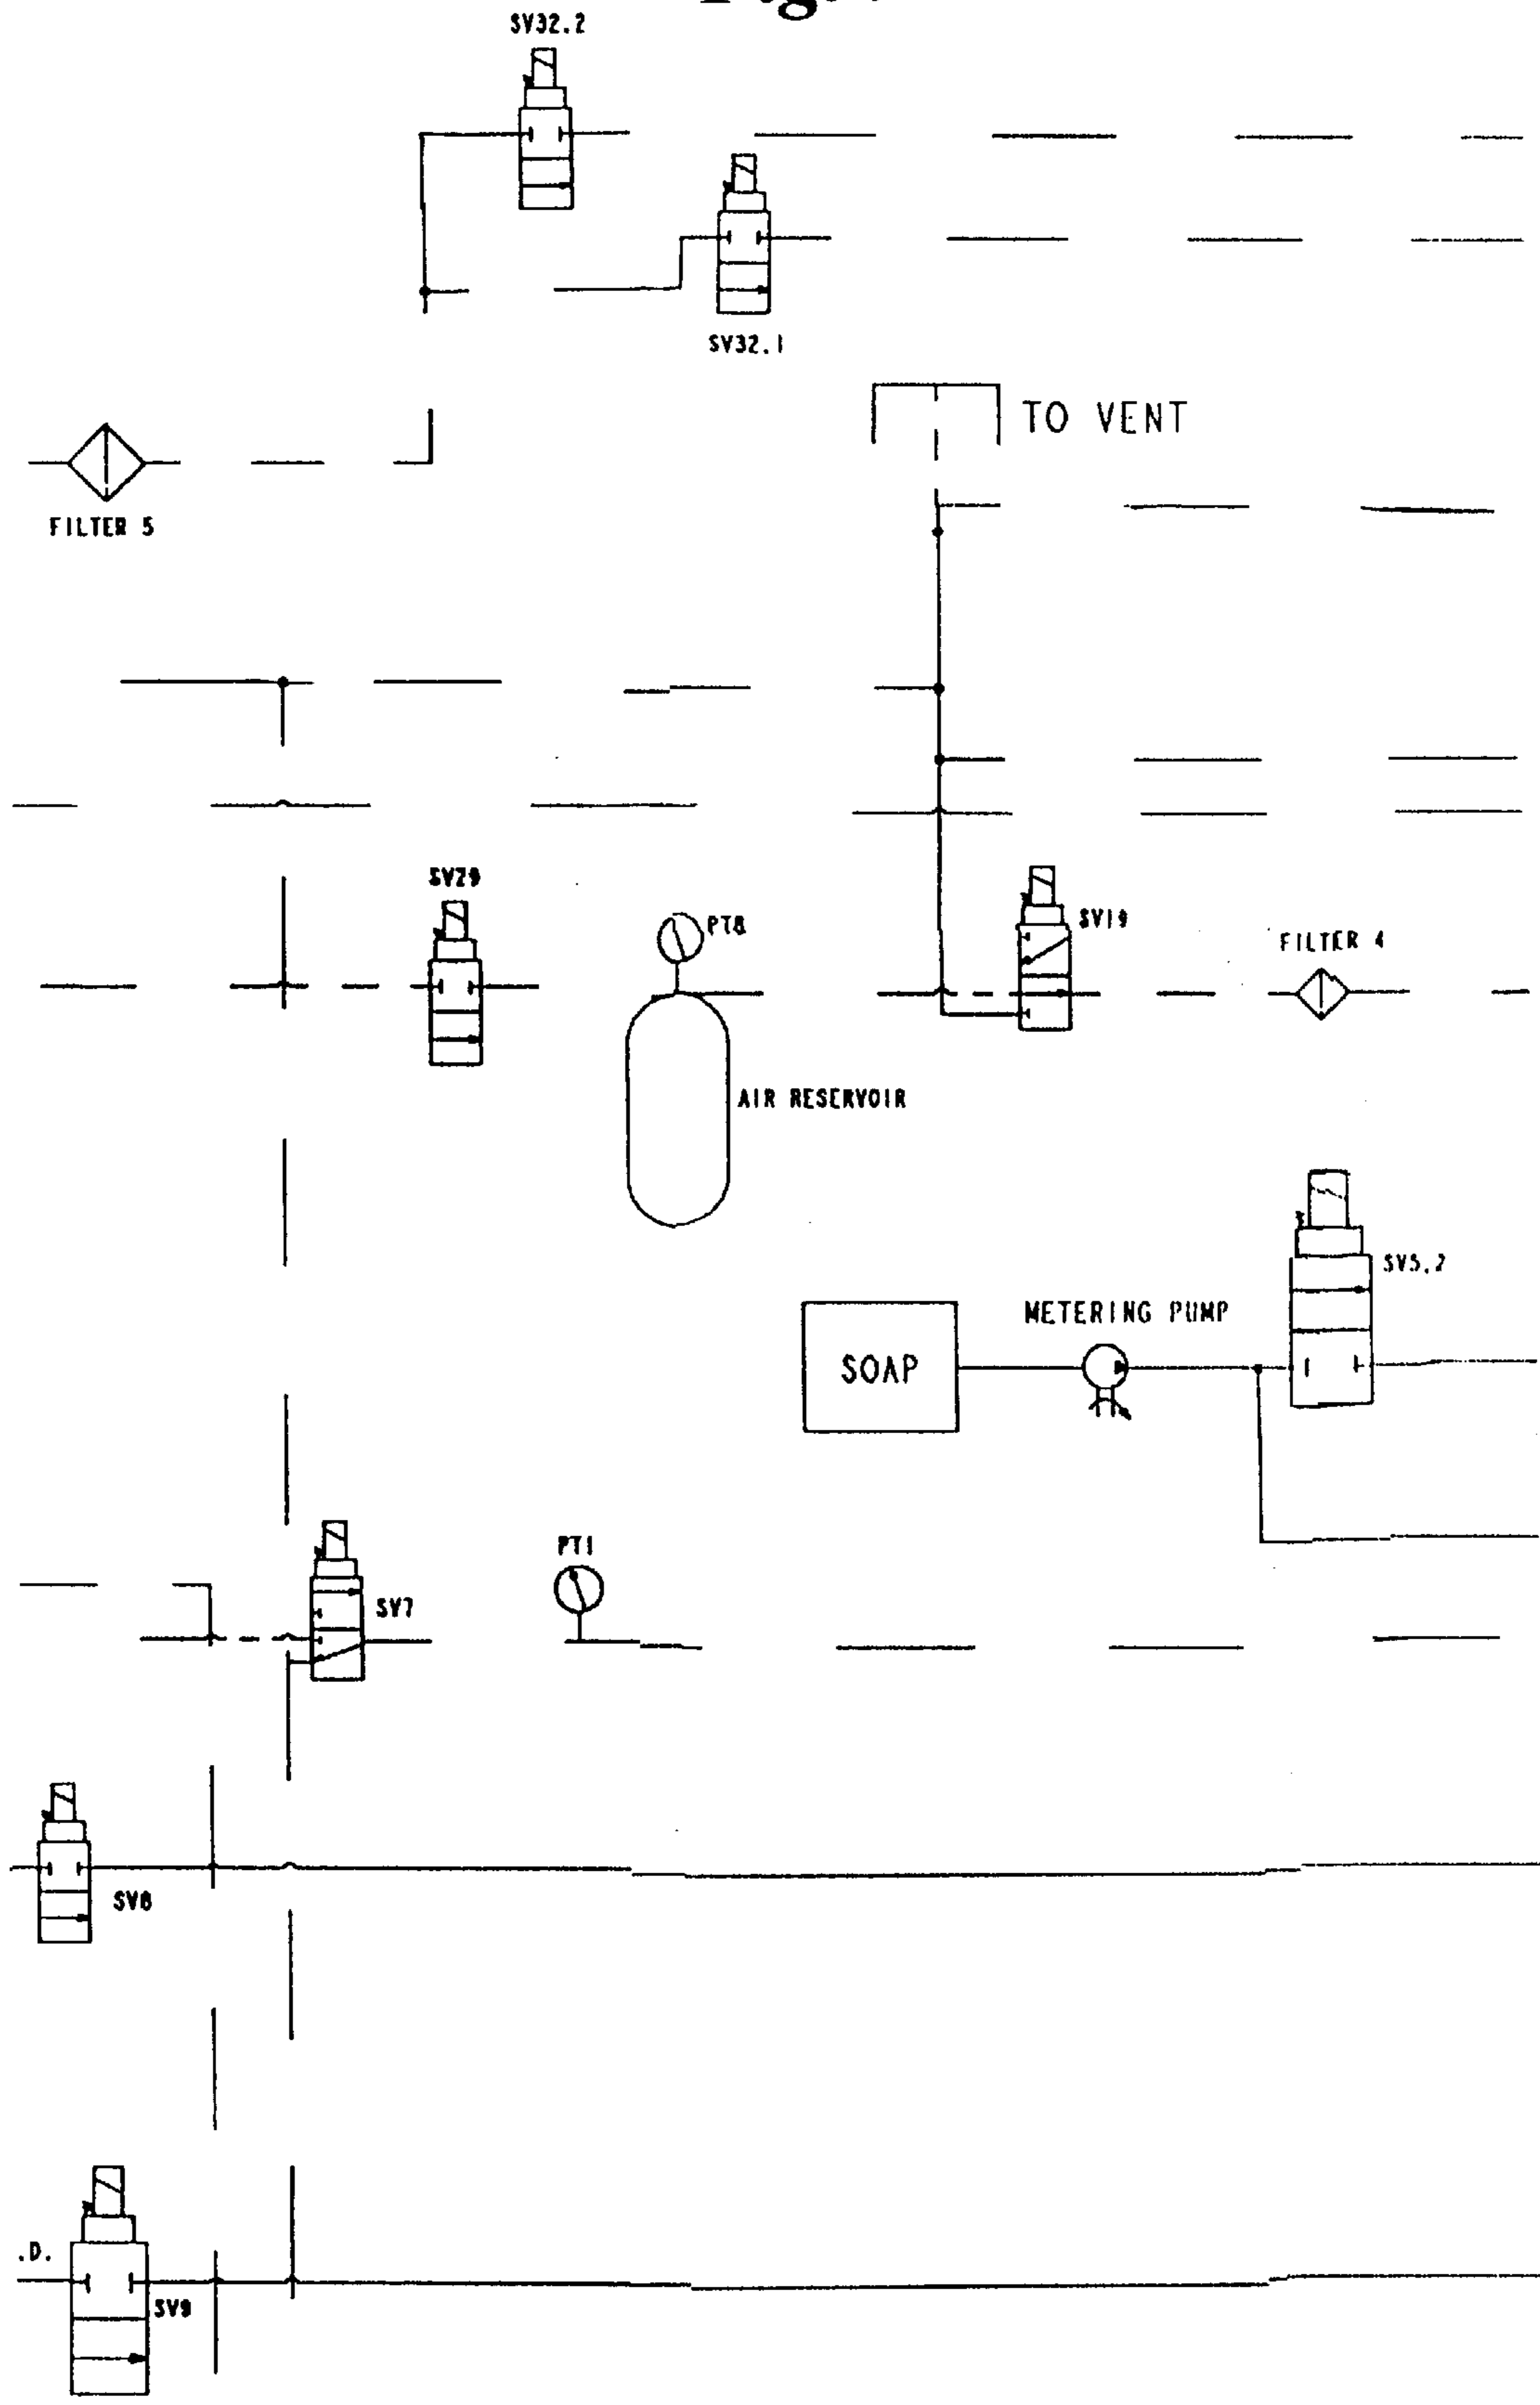 SV32.2
SV32.1
TO VENT
FILTER 5
SV29
PT8
SV19
FILTER 4
AIR RESERVOIR
SV5.2
METERING PUMP
SOAP
PT1
SV7
SV8
.D.
SV9